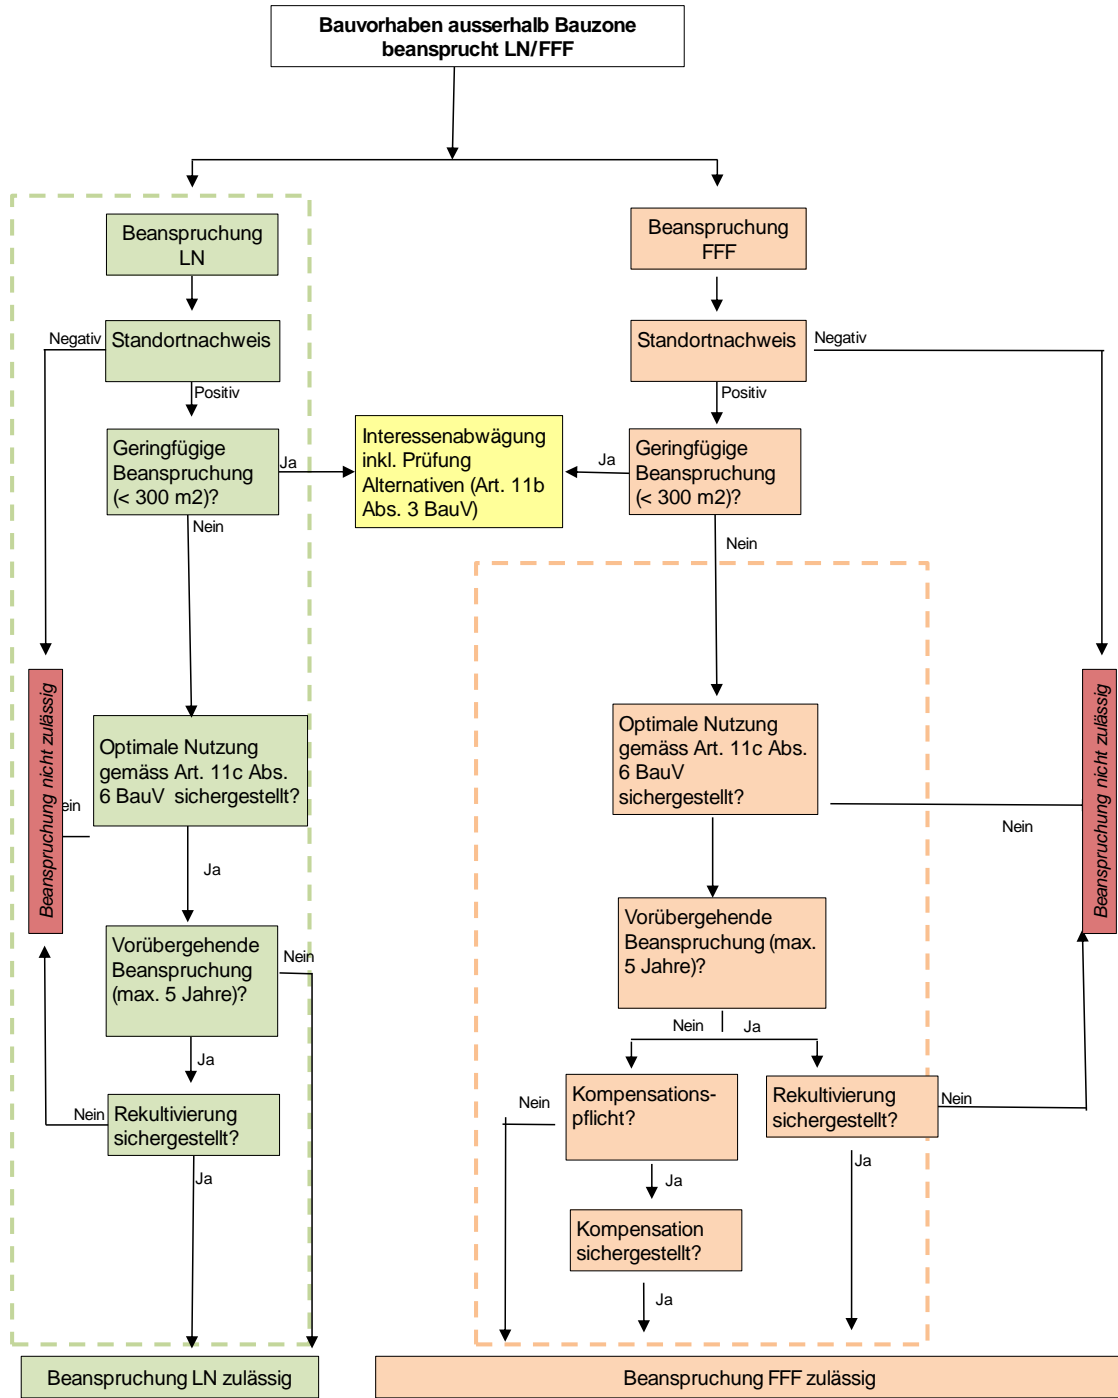 Bauvorhaben ausserhalb Bauzone
beansprucht LN/FFF
Beanspruchung
LN
Negativ
Standortnachweis
Positiv
Geringfügige
Beanspruchung
(< 300 m2)?
Ja
Nein
Interessenabwägung
inkl. Prüfung
Alternativen (Art. 11b
Abs. 3 BauV)
Beanspruchung nicht zulässig
Optimale Nutzung
gemäss Art. 11c Abs.
6 BauV sichergestellt?
ein
Ja
Vorübergehende
Beanspruchung
(max. 5 Jahre)?
Nein
Ja
Nein
Rekultivierung
sichergestellt?
Ja
Beanspruchung LN zulässig
Beanspruchung
FFF
Standortnachweis
Negativ
Positiv
Ja
Geringfügige
Beanspruchung
(< 300 m2)?
Nein
Optimale Nutzung
gemäss Art. 11c Abs.
6 BauV
sichergestellt?
Nein
Beanspruchung nicht zulässig
Ja
Vorübergehende
Beanspruchung (max.
5 Jahre)?
Nein
Ja
Nein
Kompensations-
pflicht?
Rekultivierung
sichergestellt?
Nein
Ja
Ja
Kompensation
sichergestellt?
Ja
Beanspruchung FFF zulässig